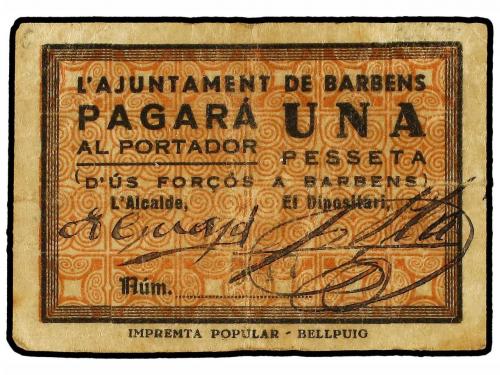 L'AJUNTAMENT DE BARBENS
PAGARÁ UNA
AL PORTADOR PESSETA
(D'ÚS FORÇÓS A BARBENS)
L'Alcalde, El Dipositari,
Núm.
IMPREMTA POPULAR - BELLPUIG